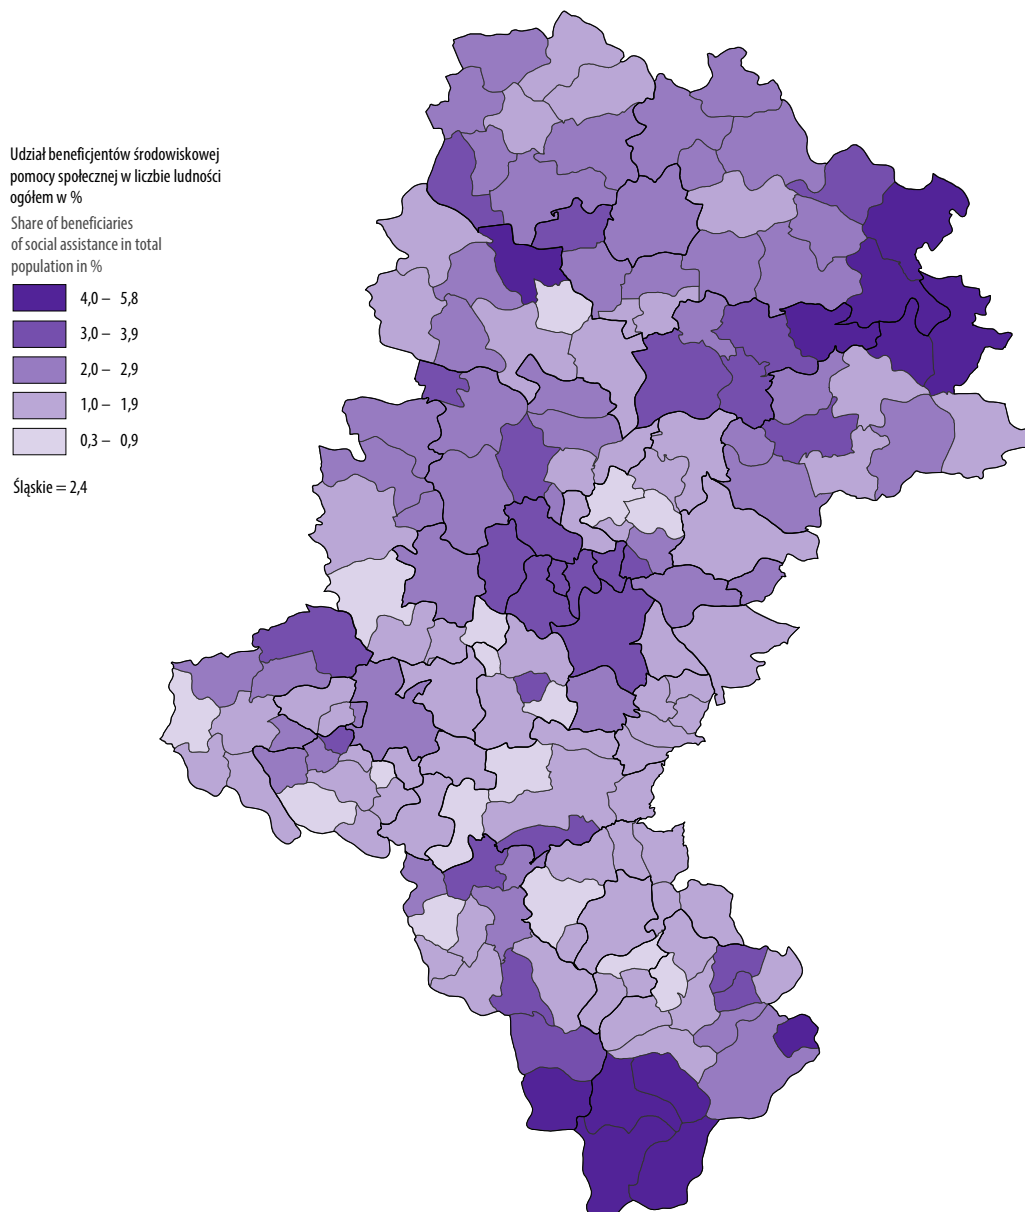 Udział beneficjentów środowiskowej
pomocy społecznej w liczbie ludności
ogółem w %
Share of beneficiaries
of social assistance in total
population in %
4,0 – 5,8
3,0 – 3,9
2,0 – 2,9
1,0 – 1,9
0,3 – 0,9
Śląskie = 2,4